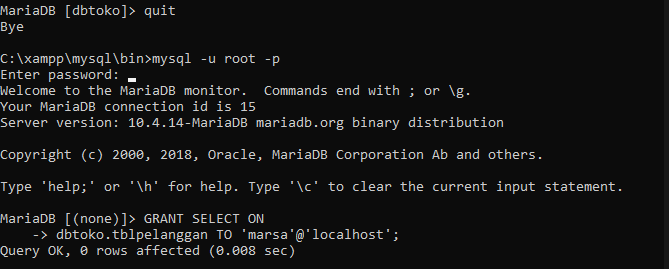 MariaDB [dbtoko]> quit
Bye
C:\xampp\mysql\bin>mysql -u root -p
Enter password:
Welcome to the MariaDB monitor.  Commands end with ; or \g.
Your MariaDB connection id is 15
Server version: 10.4.14-MariaDB mariadb.org binary distribution
Copyright (c) 2000, 2018, Oracle, MariaDB Corporation Ab and others.
Type 'help;' or '\h' for help. Type '\c' to clear the current input statement.
MariaDB [(none)]> GRANT SELECT ON
    -> dbtoko.tblpelanggan TO 'marsa'@'localhost';
Query OK, 0 rows affected (0.008 sec)